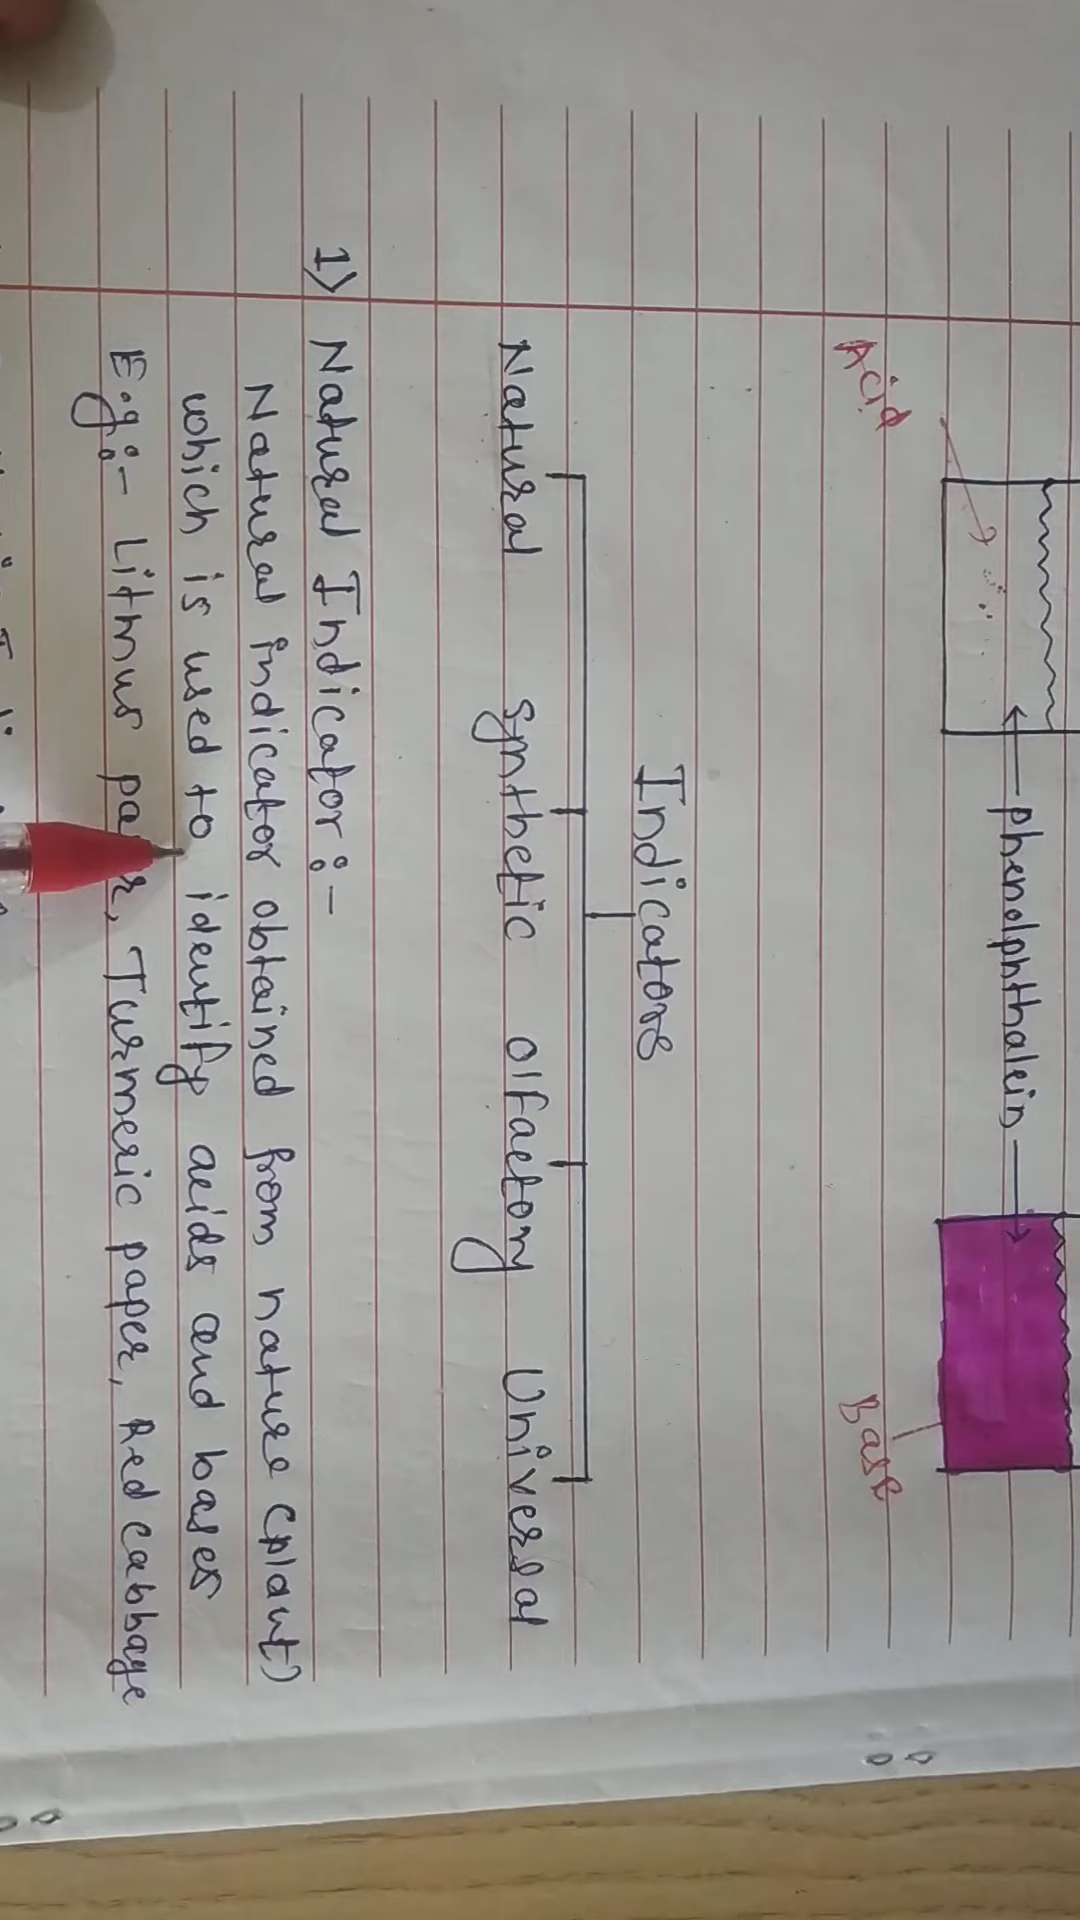 phenolphthalein
Acid
Base
Indicators
Natural synthetic olfactory Universal
1) Natural Indicator :-
Natural indicator obtained from nature (plant)
which is used to identify acids and bases
E.g :- Litmus paper, Turmeric paper, Red cabbage